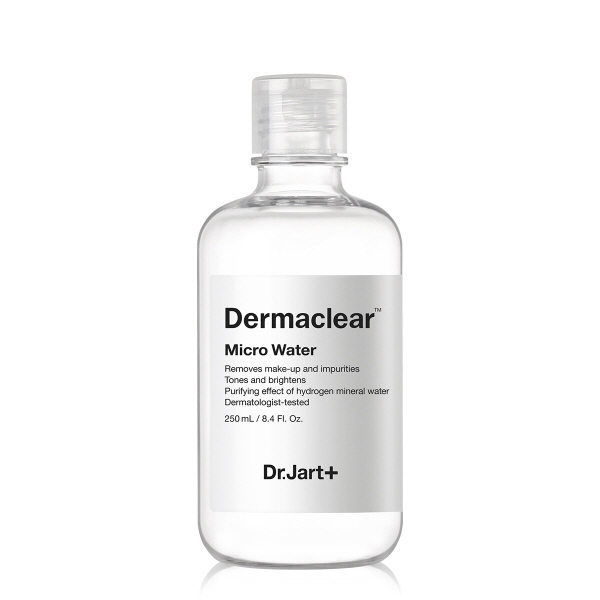 Dermaclear™
Micro Water
Removes make-up and impurities
Tones and brightens
Purifying effect of hydrogen mineral water
Dermatologist-tested
250 mL / 8.4 Fl. Oz.
Dr.Jart+